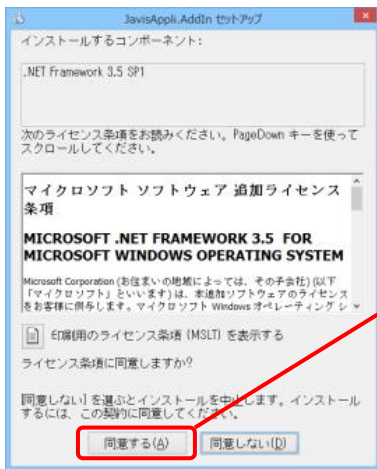 JavisAppli.AddIn セットアップ
インストールするコンポーネント:
.NET Framework 3.5 SP1
次のライセンス条項をお読みください。PageDown キーを使って
スクロールしてください。
マイクロソフト ソフトウェア 追加ライセンス
条項
MICROSOFT .NET FRAMEWORK 3.5 FOR
MICROSOFT WINDOWS OPERATING SYSTEM
Microsoft Corporation (お住まいの地域によっては、その子会社) (以下
「マイクロソフト」といいます) は、本追加ソフトウェアのライセンス
をお客様に供与します。マイクロソフト Windows オペレーティング シ
印刷用のライセンス条項 (MSLT) を表示する
ライセンス条項に同意しますか?
[同意しない] を選ぶとインストールを中止します。インストール
するには、この契約に同意してください。
同意する(A)
同意しない(D)